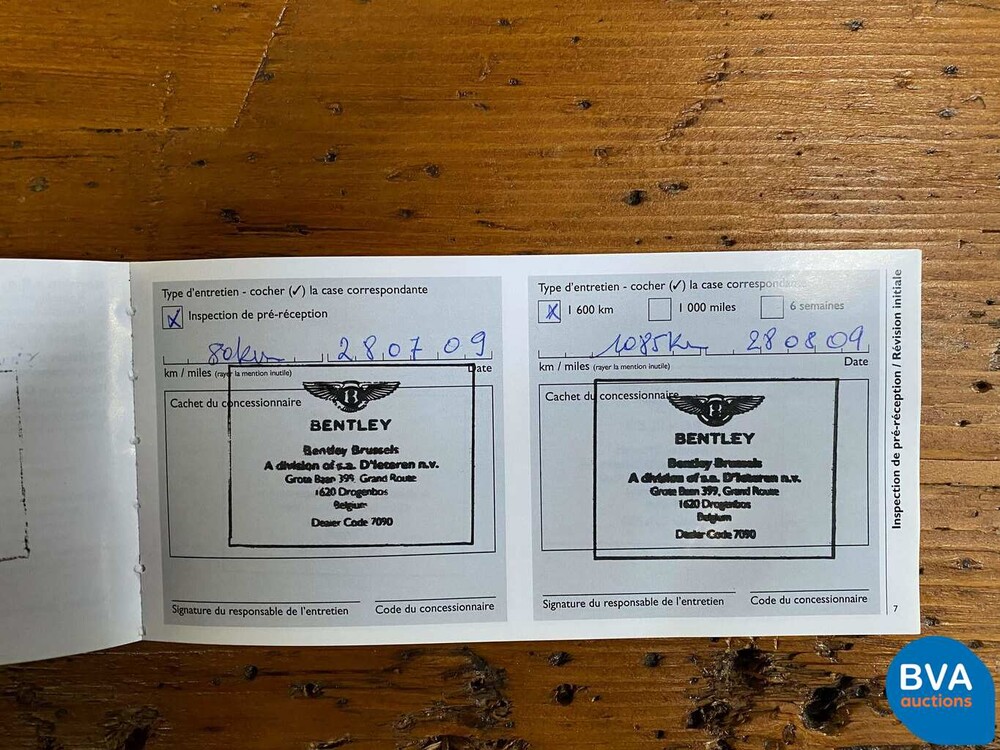 Type d'entretien - cocher (✓) la case correspondante
Inspection de pré-réception
80km 28 07 09
km / miles (rayer la mention inutile) Date
Cachet du concessionnaire
BENTLEY
Bentley Brussels
A division of s.a. D'Ieteren n.v.
Grote Baan 399, Grand Route
1620 Drogenbos
Belgium
Dealer Code 7090
Signature du responsable de l'entretien Code du concessionnaire
Type d'entretien - cocher (✓) la case correspondante
1 600 km 1 000 miles 6 semaines
1085Km 28 08 09
km / miles (rayer la mention inutile) Date
Cachet du concessionnaire
BENTLEY
Bentley Brussels
A division of s.a. D'Ieteren n.v.
Grote Baan 399, Grand Route
1620 Drogenbos
Belgium
Dealer Code 7090
Signature du responsable de l'entretien Code du concessionnaire
Inspection de pré-réception / Révision initiale
7
BVA
auctions